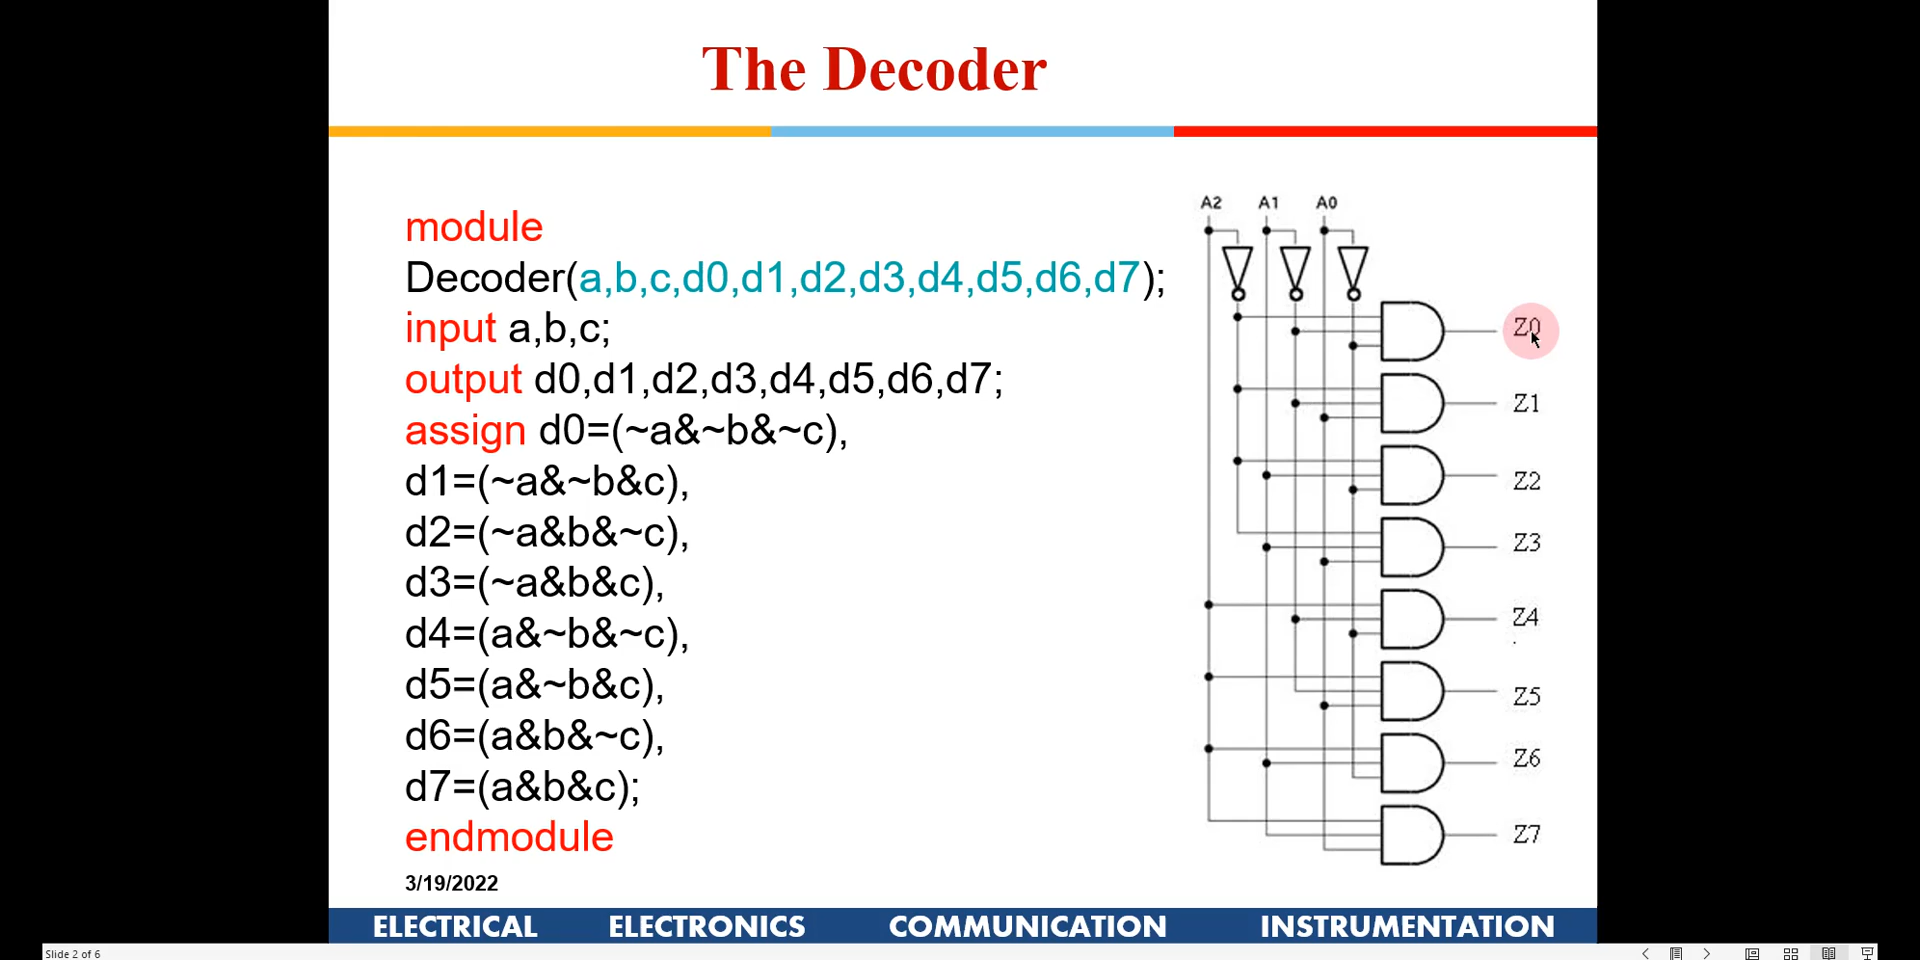 The Decoder
module
Decoder(a,b,c,d0,d1,d2,d3,d4,d5,d6,d7);
input a,b,c;
output d0,d1,d2,d3,d4,d5,d6,d7;
assign d0=(~a&~b&~c),
d1=(~a&~b&c),
d2=(~a&b&~c),
d3=(~a&b&c),
d4=(a&~b&~c),
d5=(a&~b&c),
d6=(a&b&~c),
d7=(a&b&c);
endmodule
3/19/2022
A2 A1 A0
Z0
Z1
Z2
Z3
Z4
Z5
Z6
Z7
ELECTRICAL ELECTRONICS COMMUNICATION INSTRUMENTATION
Slide 2 of 6